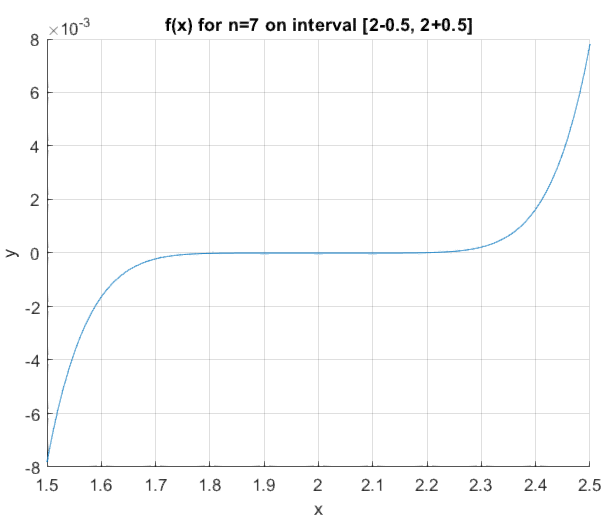 f(x) for n=7 on interval [2-0.5, 2+0.5]
×10⁻³
8
6
4
2
0
-2
-4
-6
-8
y
1.5 1.6 1.7 1.8 1.9 2 2.1 2.2 2.3 2.4 2.5
x